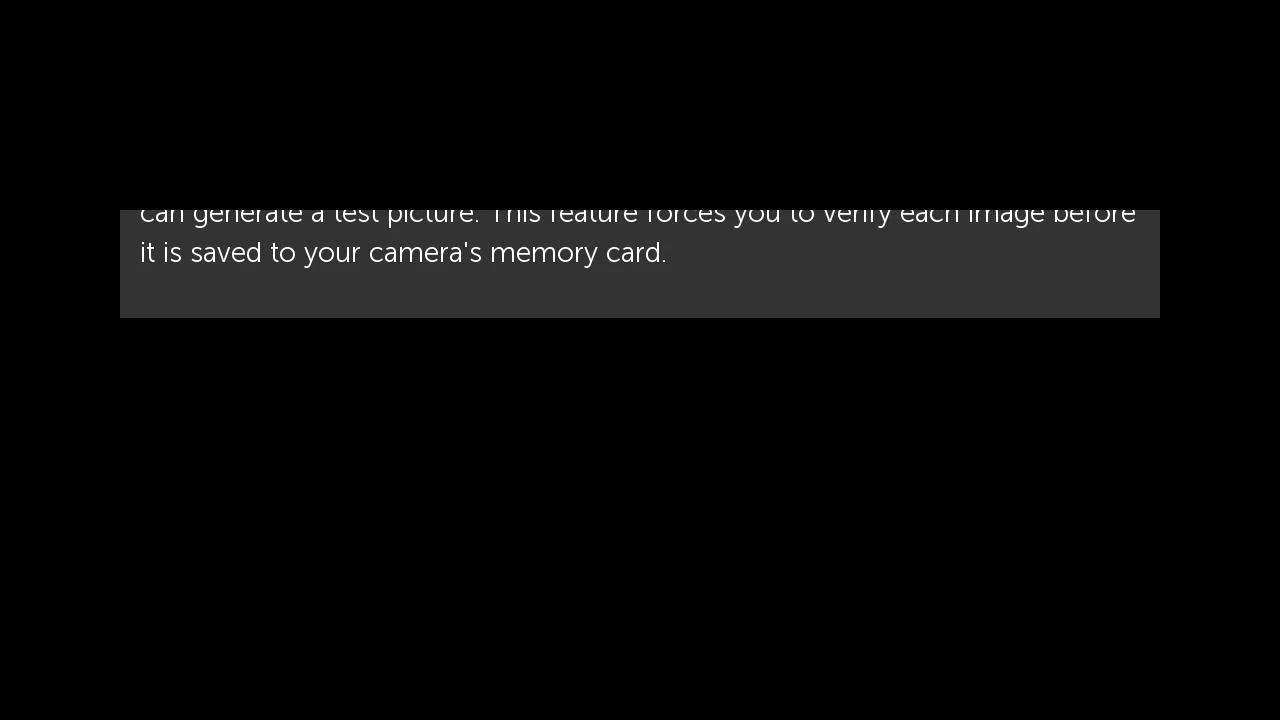 can generate a test picture. This feature forces you to verify each image before
it is saved to your camera's memory card.